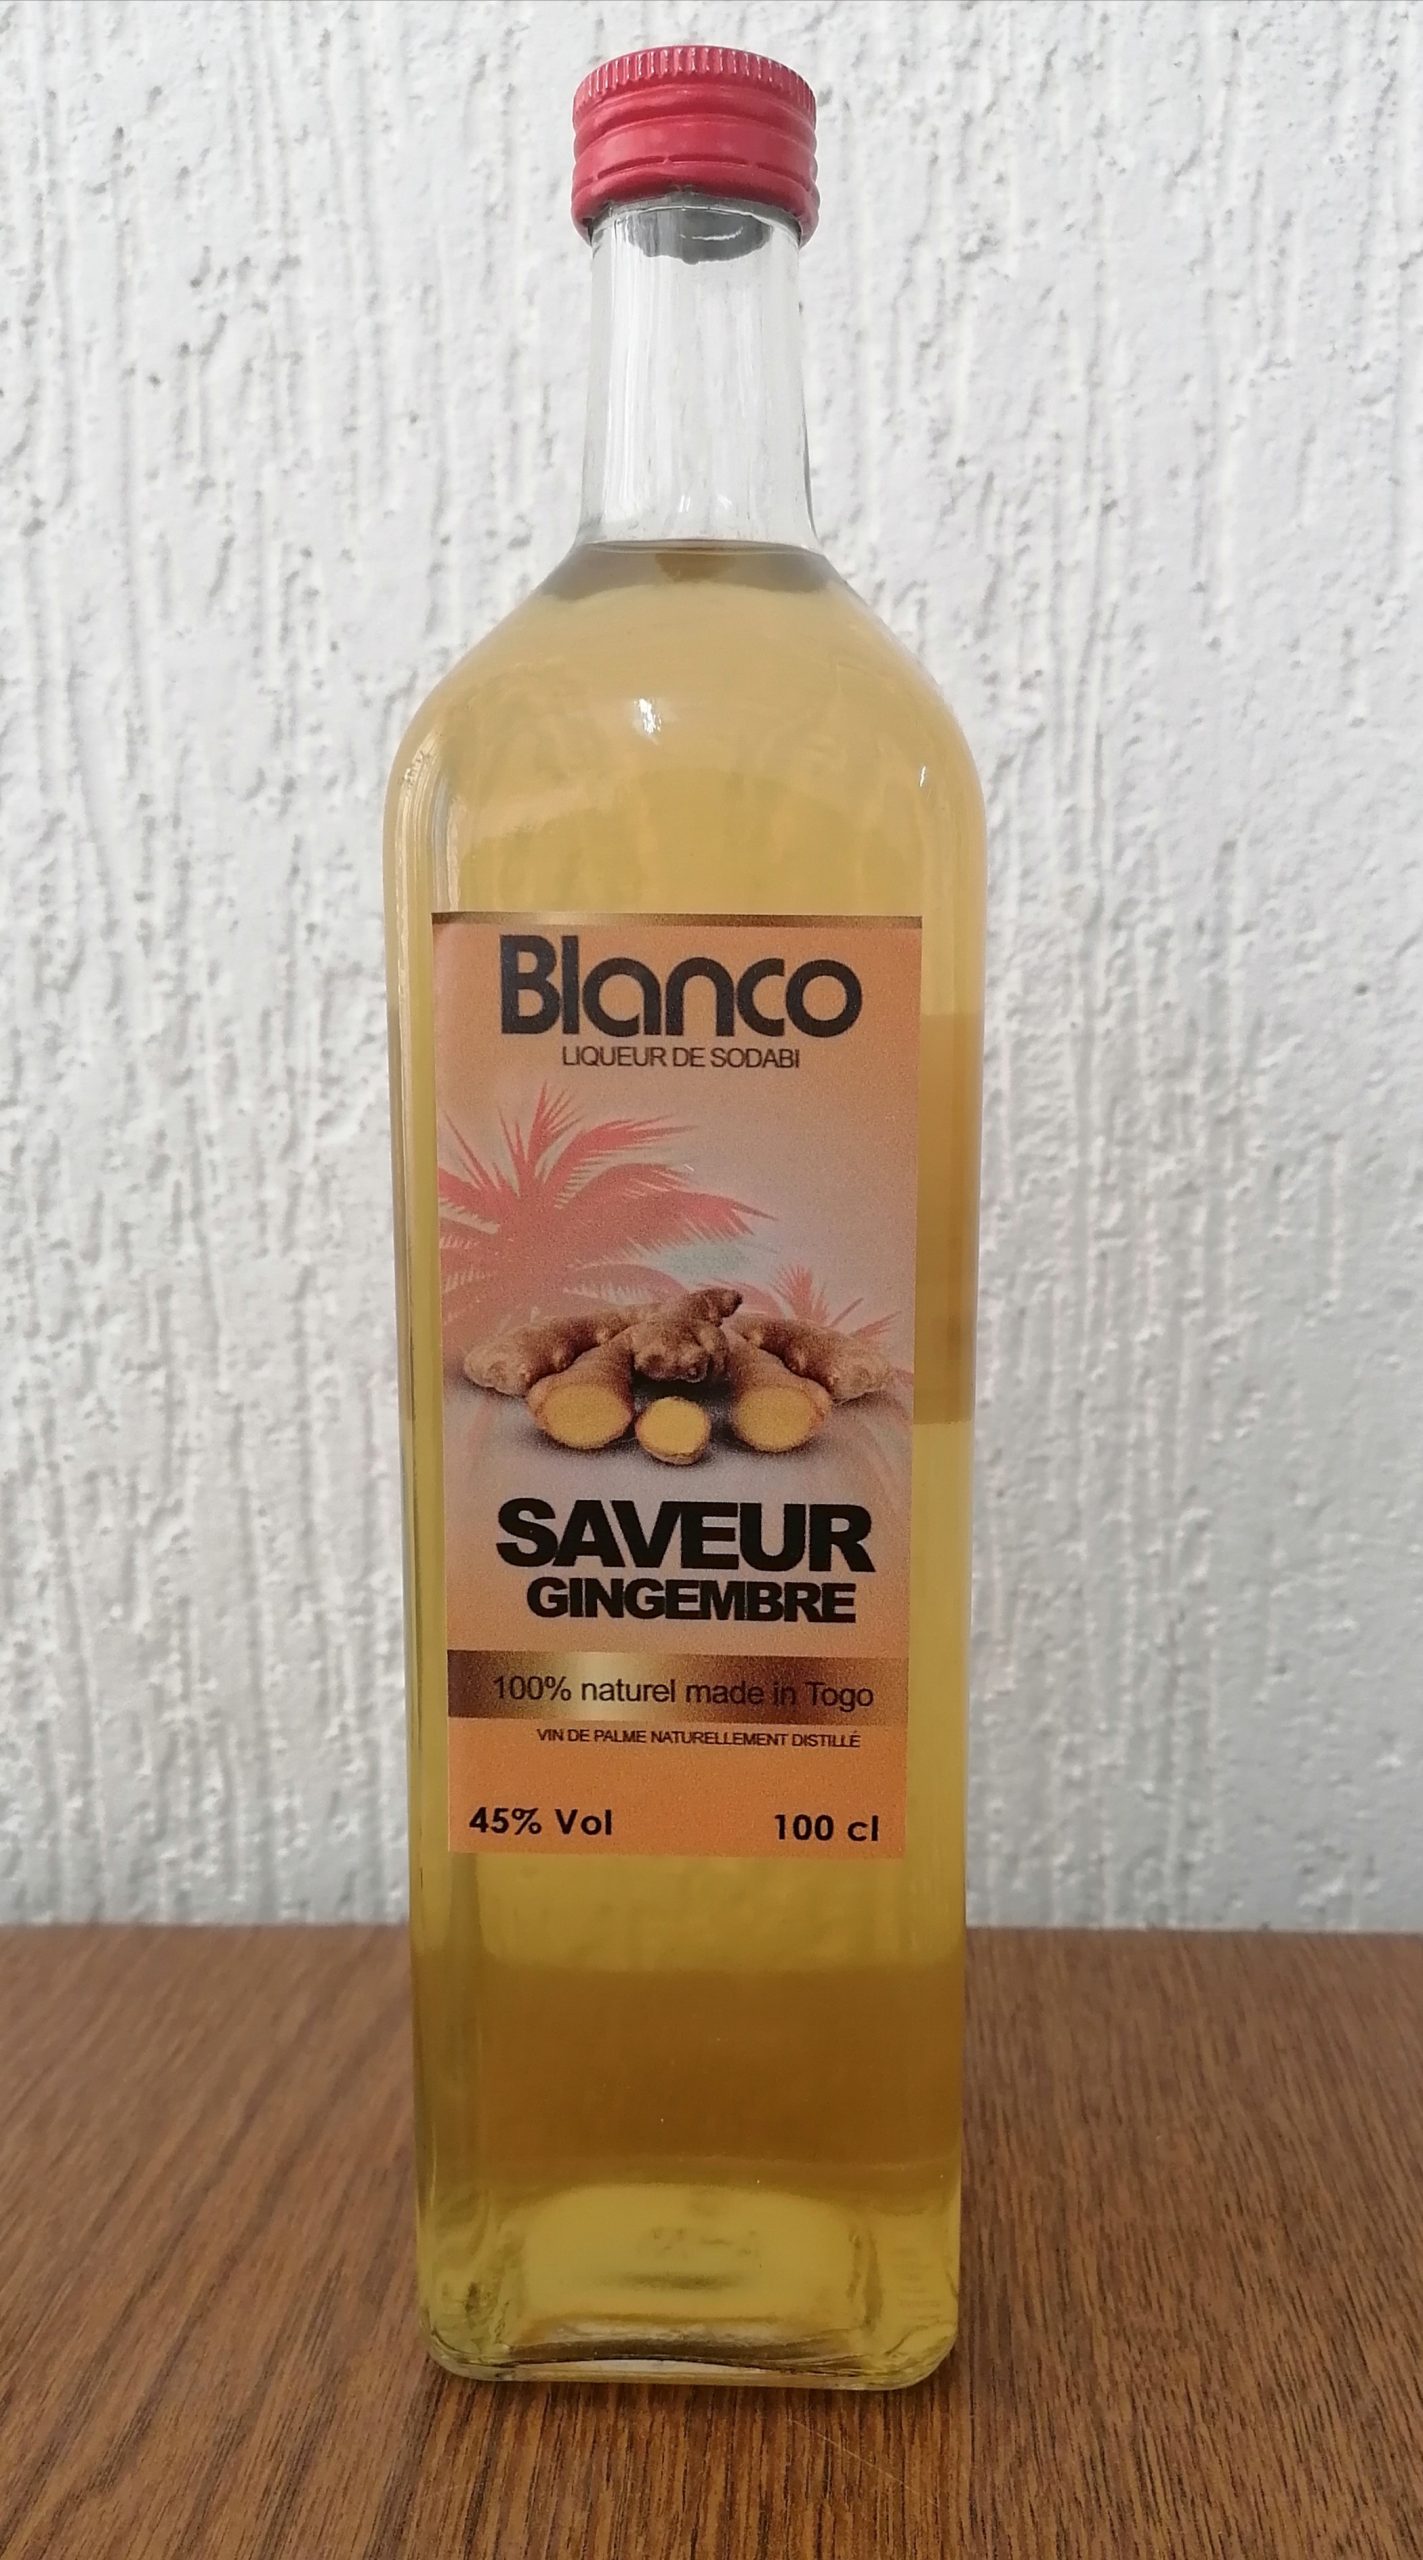 Blanco
LIQUEUR DE SODABI
SAVEUR
GINGEMBRE
100% naturel made in Togo
VIN DE PALME NATURELLEMENT DISTILLÉ
45% Vol 100 cl